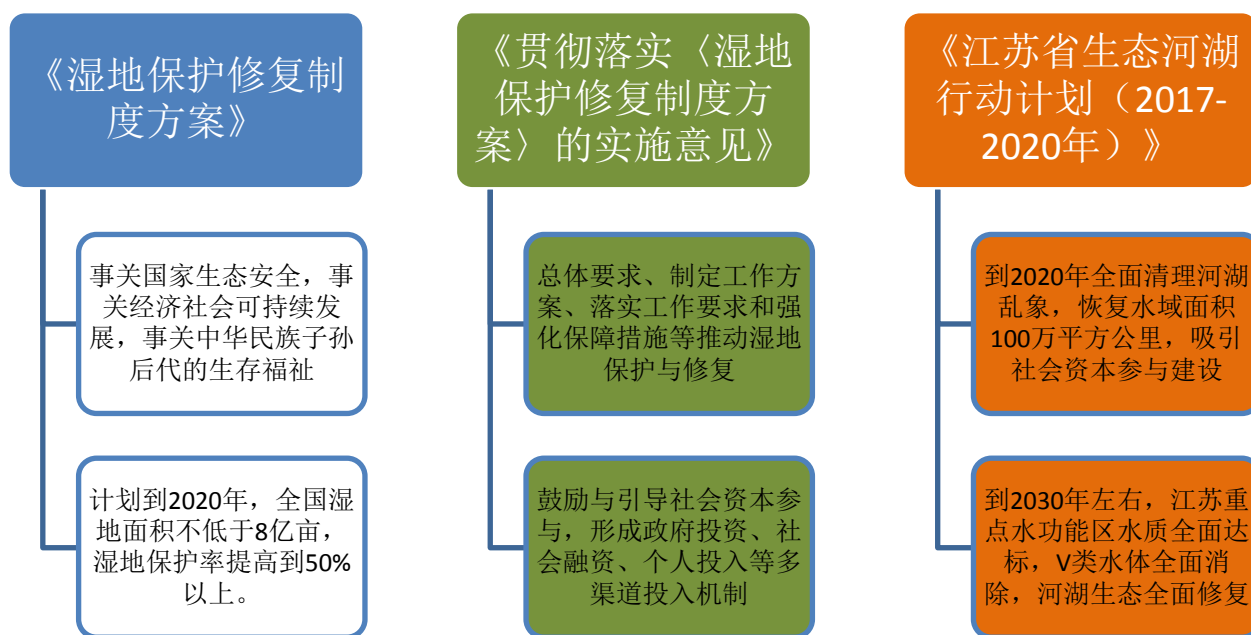 《湿地保护修复制
度方案》
事关国家生态安全，事
关经济社会可持续发
展，事关中华民族子孙
后代的生存福祉
计划到2020年，全国湿
地面积不低于8亿亩，
湿地保护率提高到50%
以上。
《贯彻落实〈湿地
保护修复制度方
案〉的实施意见》
总体要求、制定工作方
案、落实工作要求和强
化保障措施等推动湿地
保护与修复
鼓励与引导社会资本参
与，形成政府投资、社
会融资、个人投入等多
渠道投入机制
《江苏省生态河湖
行动计划（2017-
2020年）》
到2020年全面清理河湖
乱象，恢复水域面积
100万平方公里，吸引
社会资本参与建设
到2030年左右，江苏重
点水功能区水质全面达
标，V类水体全面消
除，河湖生态全面修复